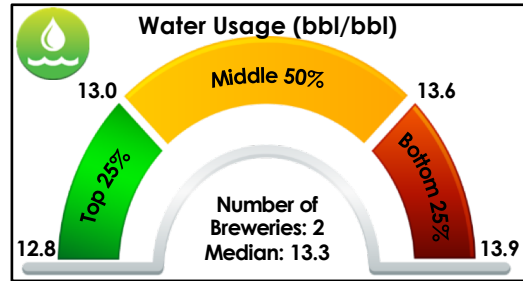 Water Usage (bbl/bbl)
Middle 50%
13.0
13.6
Top 25%
Bottom 25%
Number of
Breweries: 2
Median: 13.3
12.8
13.9